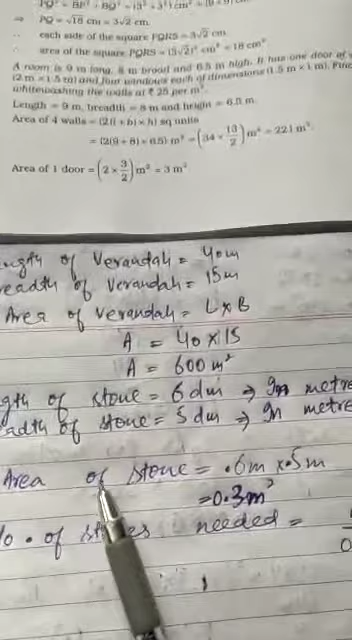 ⇒ PQ = √18 cm = 3√2 cm.
∴ each side of the square PQRS = 3√2 cm.
∴ area of the square PQRS = (3√2)² cm² = 18 cm²
A room is 9 m long, 8 m broad and 6.5 m high. It has one door of
(2 m × 1.5 m) and four windows each of dimensions (1.5 m × 1 m). Find
whitewashing the walls at ₹ 25 per m².
Length = 9 m, breadth = 8 m and height = 6.5 m.
Area of 4 walls = {2(l + b) × h} sq units
= {2(9 + 8) × 6.5} m² = (34 × 13/2) m² = 221 m².
Area of 1 door = (2 × 3/2) m² = 3 m²
ngth of Verandah = 40m
readth of Verandah = 15m
Area of Verandah = L × B
A = 40 × 15
A = 600 m²
gth of stone = 6 dm ⇒ In metre
adth of stone = 5 dm ⇒ In metre
Area of stone = .6m × .5m
= 0.3m²
No. of stones needed =